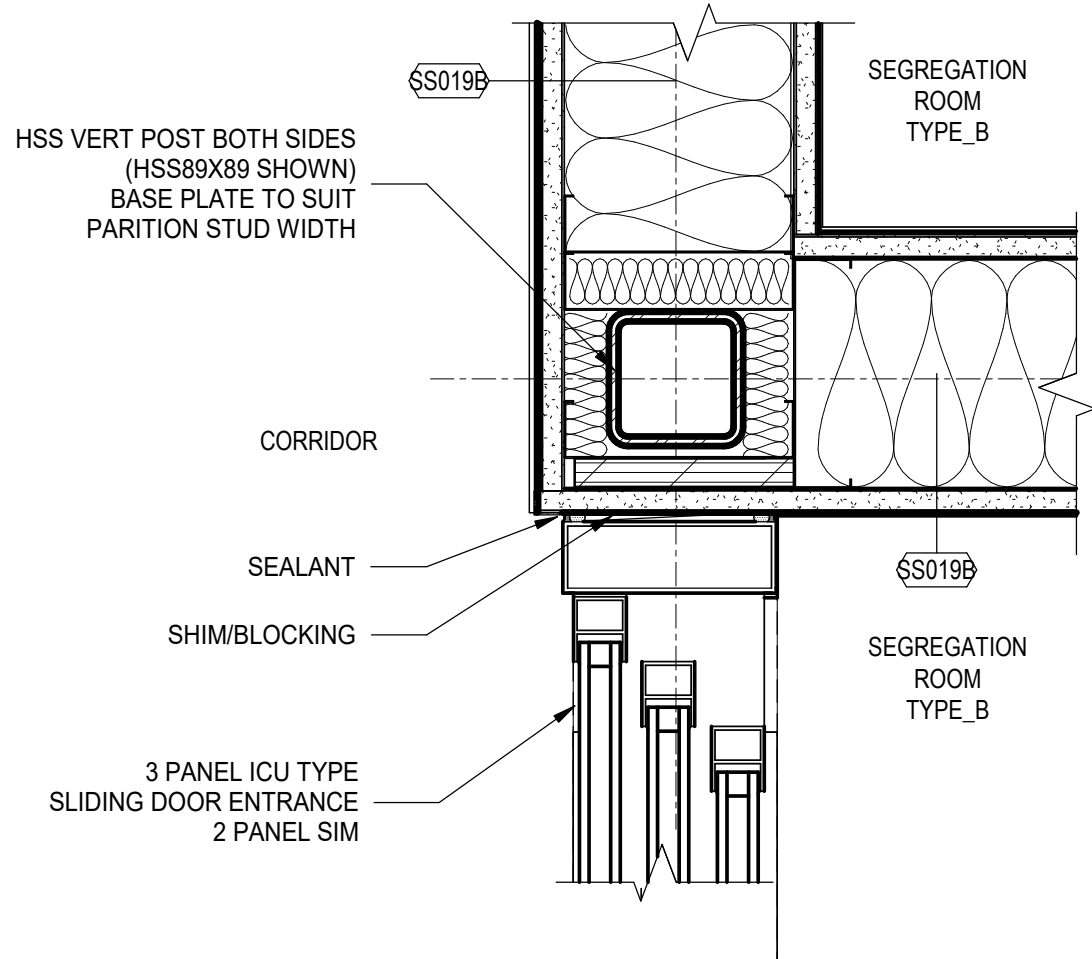 SS019B
SEGREGATION
ROOM
TYPE_B
HSS VERT POST BOTH SIDES
(HSS89X89 SHOWN)
BASE PLATE TO SUIT
PARITION STUD WIDTH
CORRIDOR
SEALANT
SS019B
SHIM/BLOCKING
SEGREGATION
ROOM
TYPE_B
3 PANEL ICU TYPE
SLIDING DOOR ENTRANCE
2 PANEL SIM